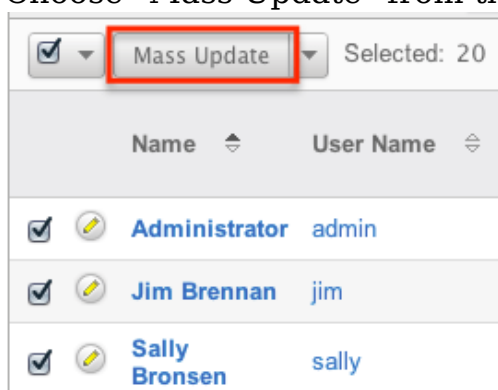 Choose "Mass Update" from th
Mass Update Selected: 20
Name User Name
Administrator admin
Jim Brennan jim
Sally Bronsen sally